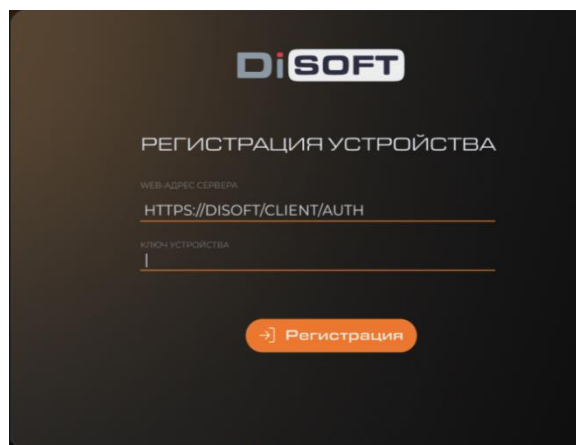 DiSOFT
РЕГИСТРАЦИЯ УСТРОЙСТВА
WEB-АДРЕС СЕРВЕРА
HTTPS://DISOFT/CLIENT/AUTH
КЛЮЧ УСТРОЙСТВА
Регистрация